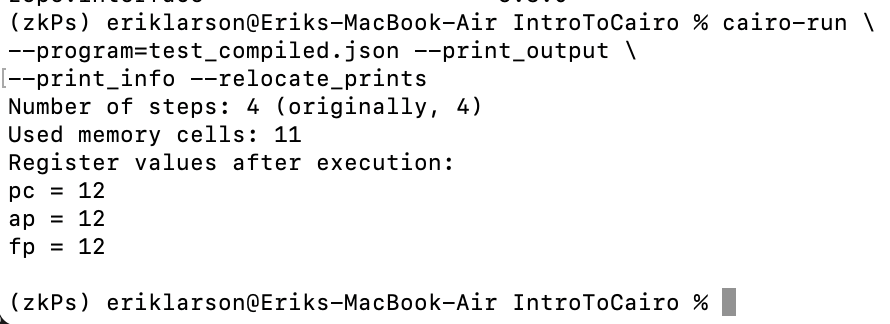 (zkPs) eriklarson@Eriks-MacBook-Air IntroToCairo % cairo-run \
--program=test_compiled.json --print_output \
[--print_info --relocate_prints
Number of steps: 4 (originally, 4)
Used memory cells: 11
Register values after execution:
pc = 12
ap = 12
fp = 12
(zkPs) eriklarson@Eriks-MacBook-Air IntroToCairo %